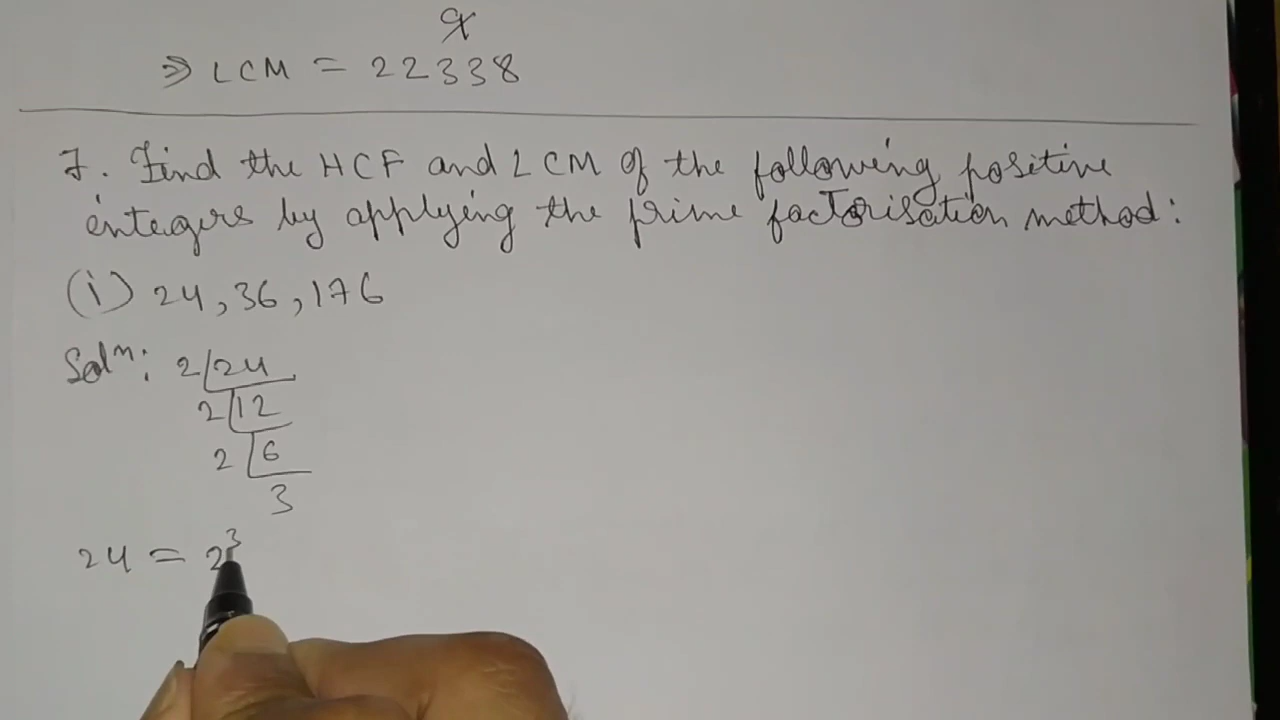 9
⇒ LCM = 22338
7. Find the HCF and LCM of the following positive
integers by applying the prime factorisation method:
(i) 24, 36, 176
Solⁿ: 2 24
2 12
2 6
3
24 = 2³